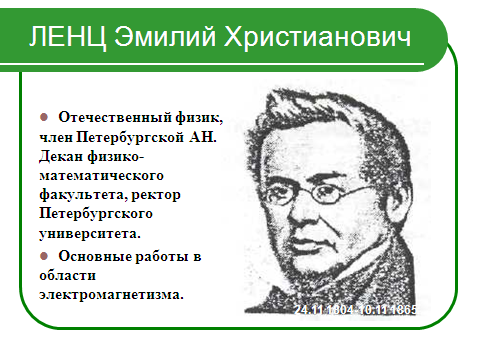 ЛЕНЦ Эмилий Христианович
Отечественный физик,
член Петербургской АН.
Декан физико-
математического
факультета, ректор
Петербургского
университета.
Основные работы в
области
электромагнетизма.
24.11.1804-10.11.1865